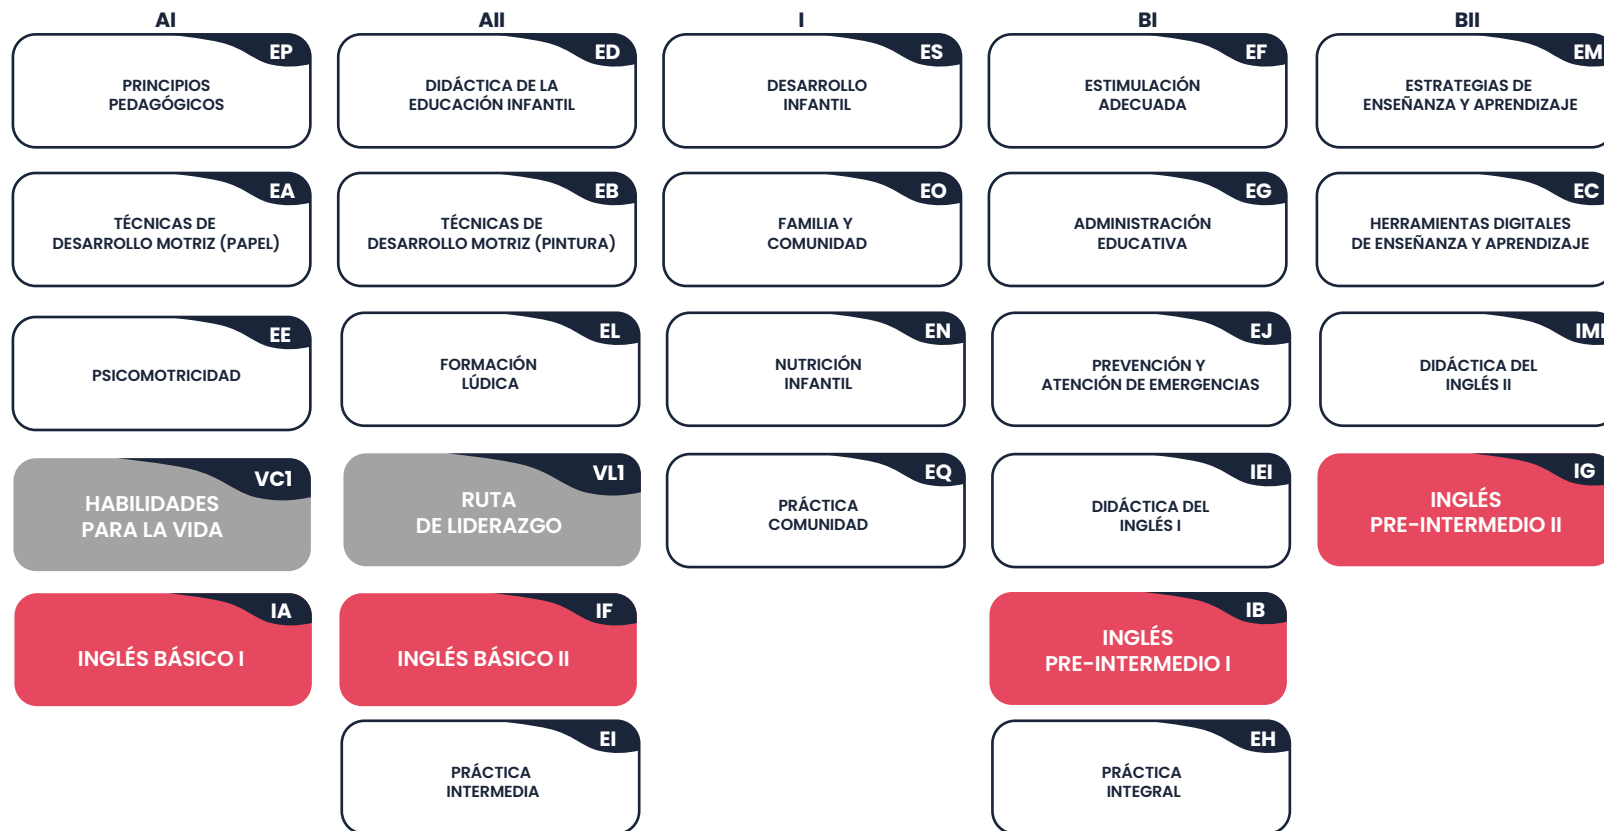 AI
AII
I
BI
BII
EP
PRINCIPIOS
PEDAGÓGICOS
ED
DIDÁCTICA DE LA
EDUCACIÓN INFANTIL
ES
DESARROLLO
INFANTIL
EF
ESTIMULACIÓN
ADECUADA
EM
ESTRATEGIAS DE
ENSEÑANZA Y APRENDIZAJE
EA
TÉCNICAS DE
DESARROLLO MOTRIZ (PAPEL)
EB
TÉCNICAS DE
DESARROLLO MOTRIZ (PINTURA)
EO
FAMILIA Y
COMUNIDAD
EG
ADMINISTRACIÓN
EDUCATIVA
EC
HERRAMIENTAS DIGITALES
DE ENSEÑANZA Y APRENDIZAJE
EE
PSICOMOTRICIDAD
EL
FORMACIÓN
LÚDICA
EN
NUTRICIÓN
INFANTIL
EJ
PREVENCIÓN Y
ATENCIÓN DE EMERGENCIAS
IMI
DIDÁCTICA DEL
INGLÉS II
VC1
HABILIDADES
PARA LA VIDA
VL1
RUTA
DE LIDERAZGO
EQ
PRÁCTICA
COMUNIDAD
IEI
DIDÁCTICA DEL
INGLÉS I
IG
INGLÉS
PRE-INTERMEDIO II
IA
INGLÉS BÁSICO I
IF
INGLÉS BÁSICO II
IB
INGLÉS
PRE-INTERMEDIO I
EI
PRÁCTICA
INTERMEDIA
EH
PRÁCTICA
INTEGRAL